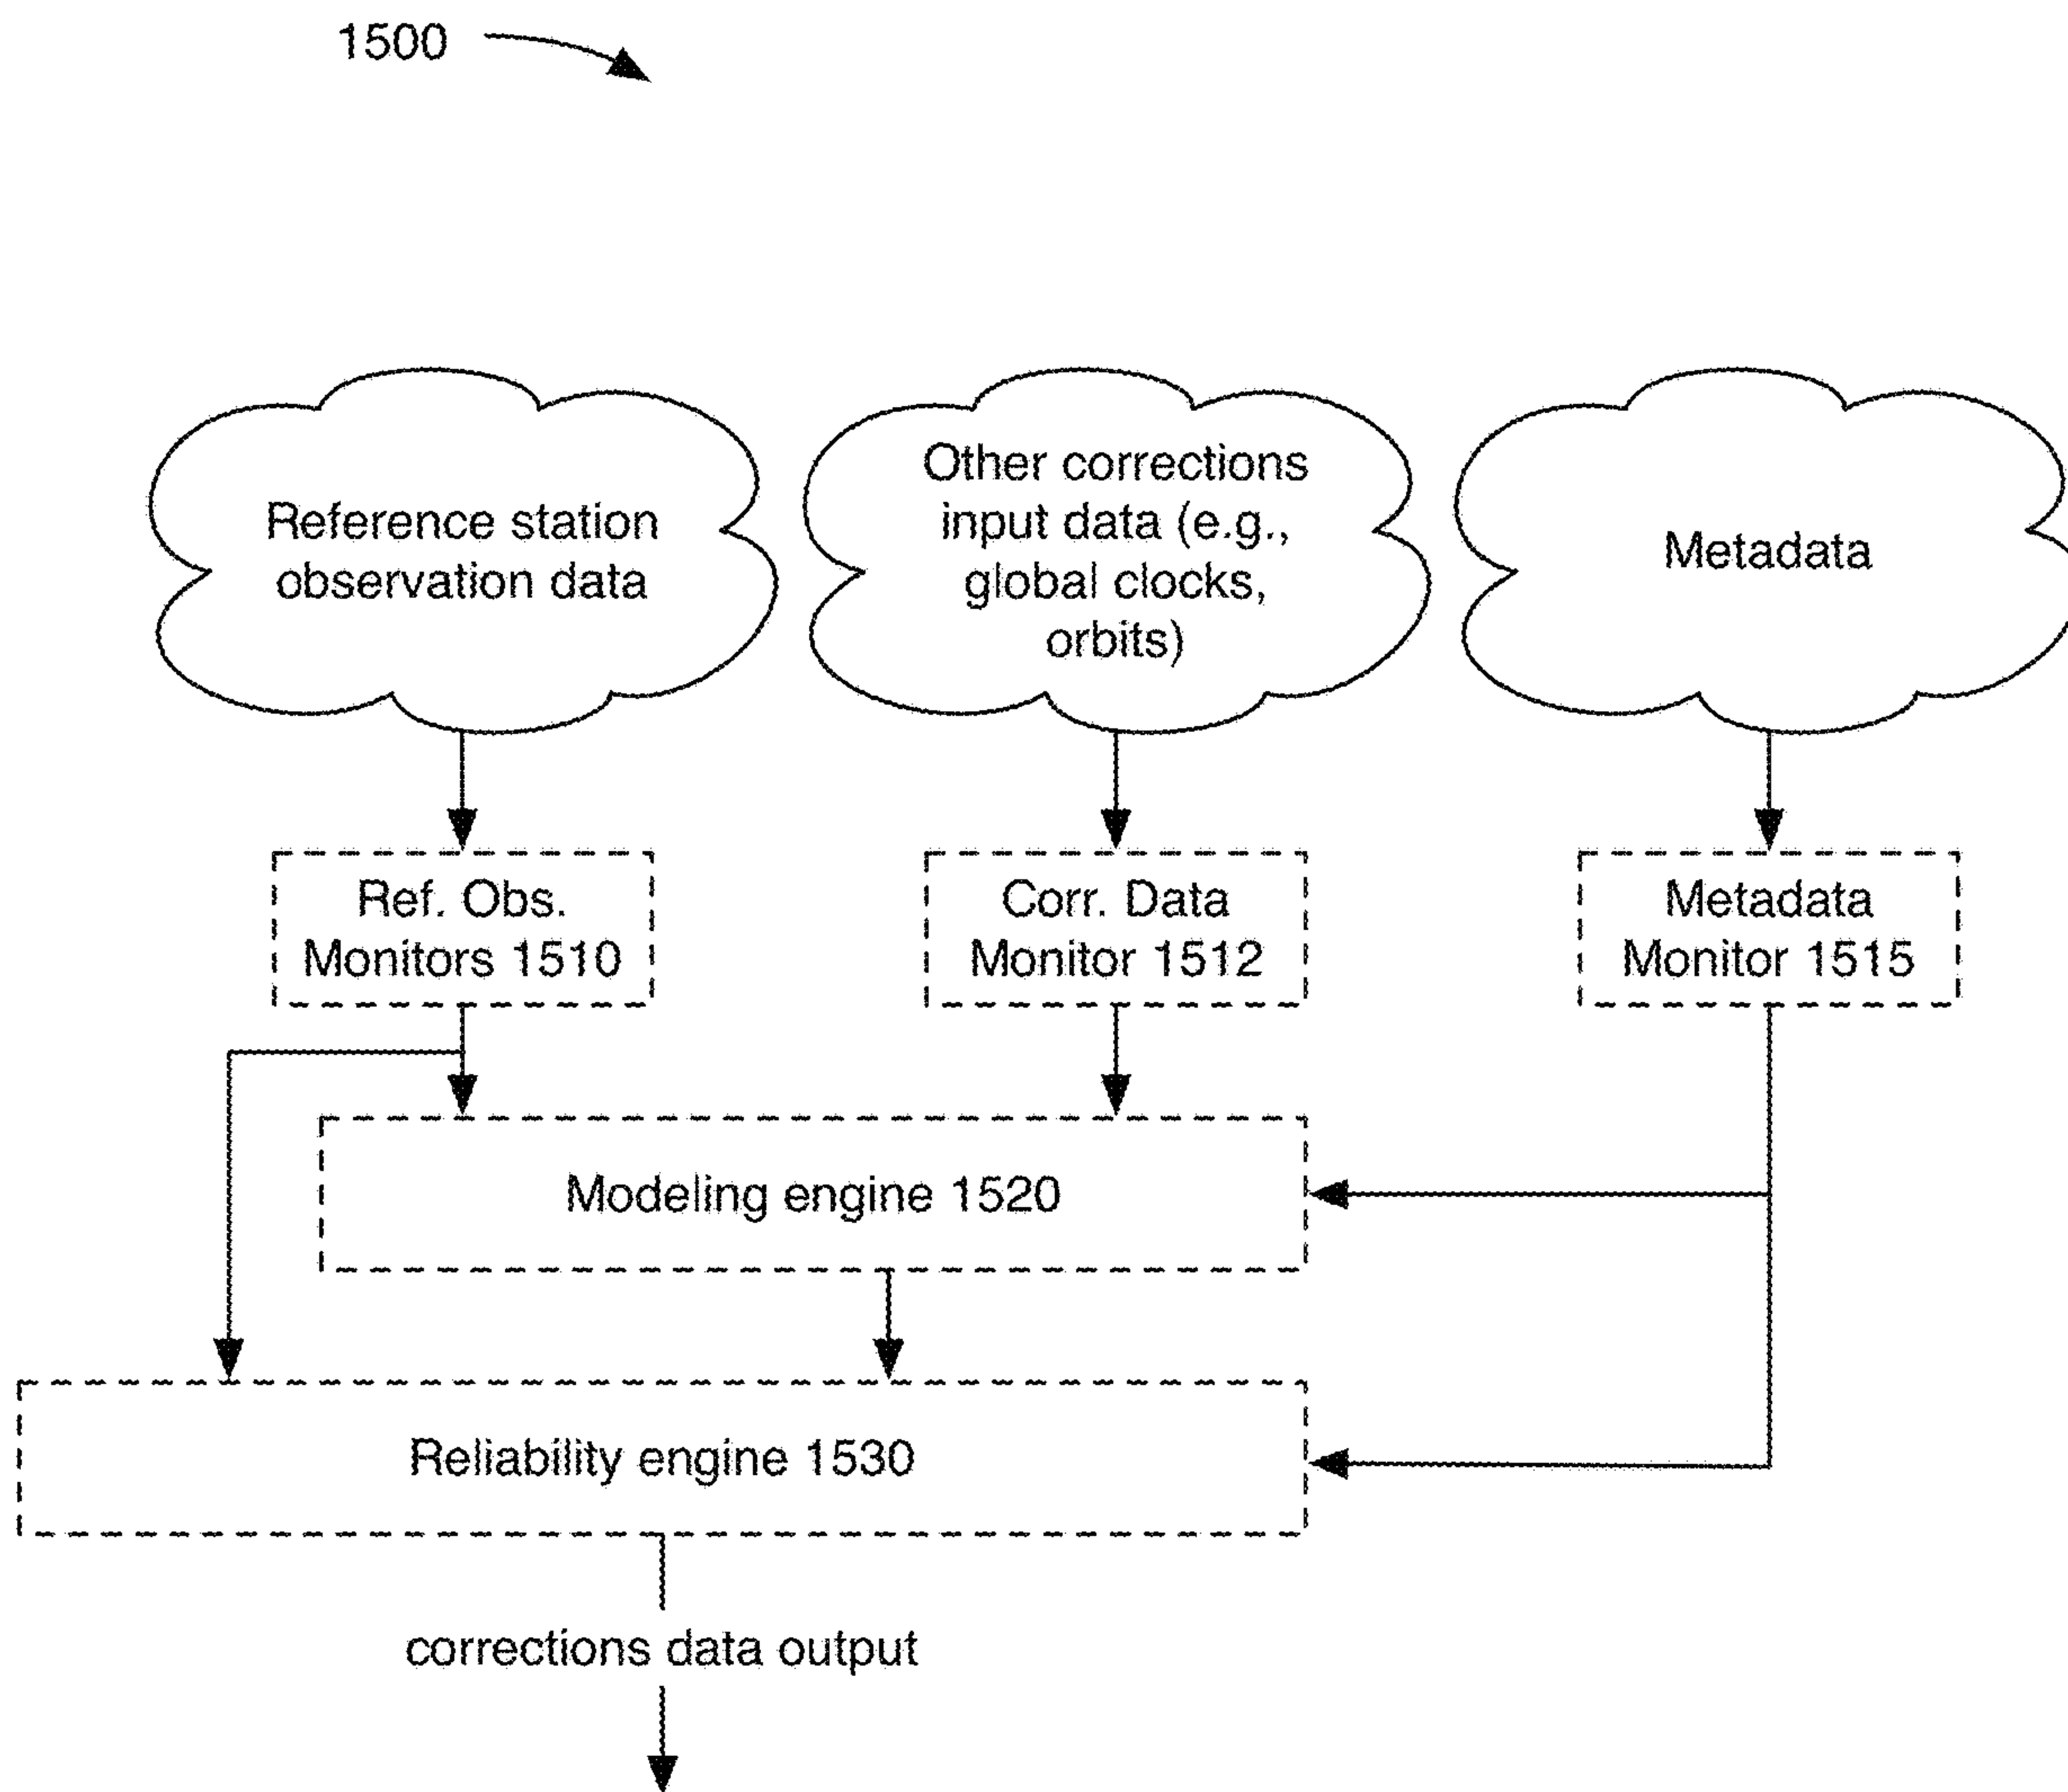 1500
Reference station
observation data
Other corrections
input data (e.g.,
global clocks,
orbits)
Metadata
Ref. Obs.
Monitors 1510
Corr. Data
Monitor 1512
Metadata
Monitor 1515
Modeling engine 1520
Reliability engine 1530
corrections data output